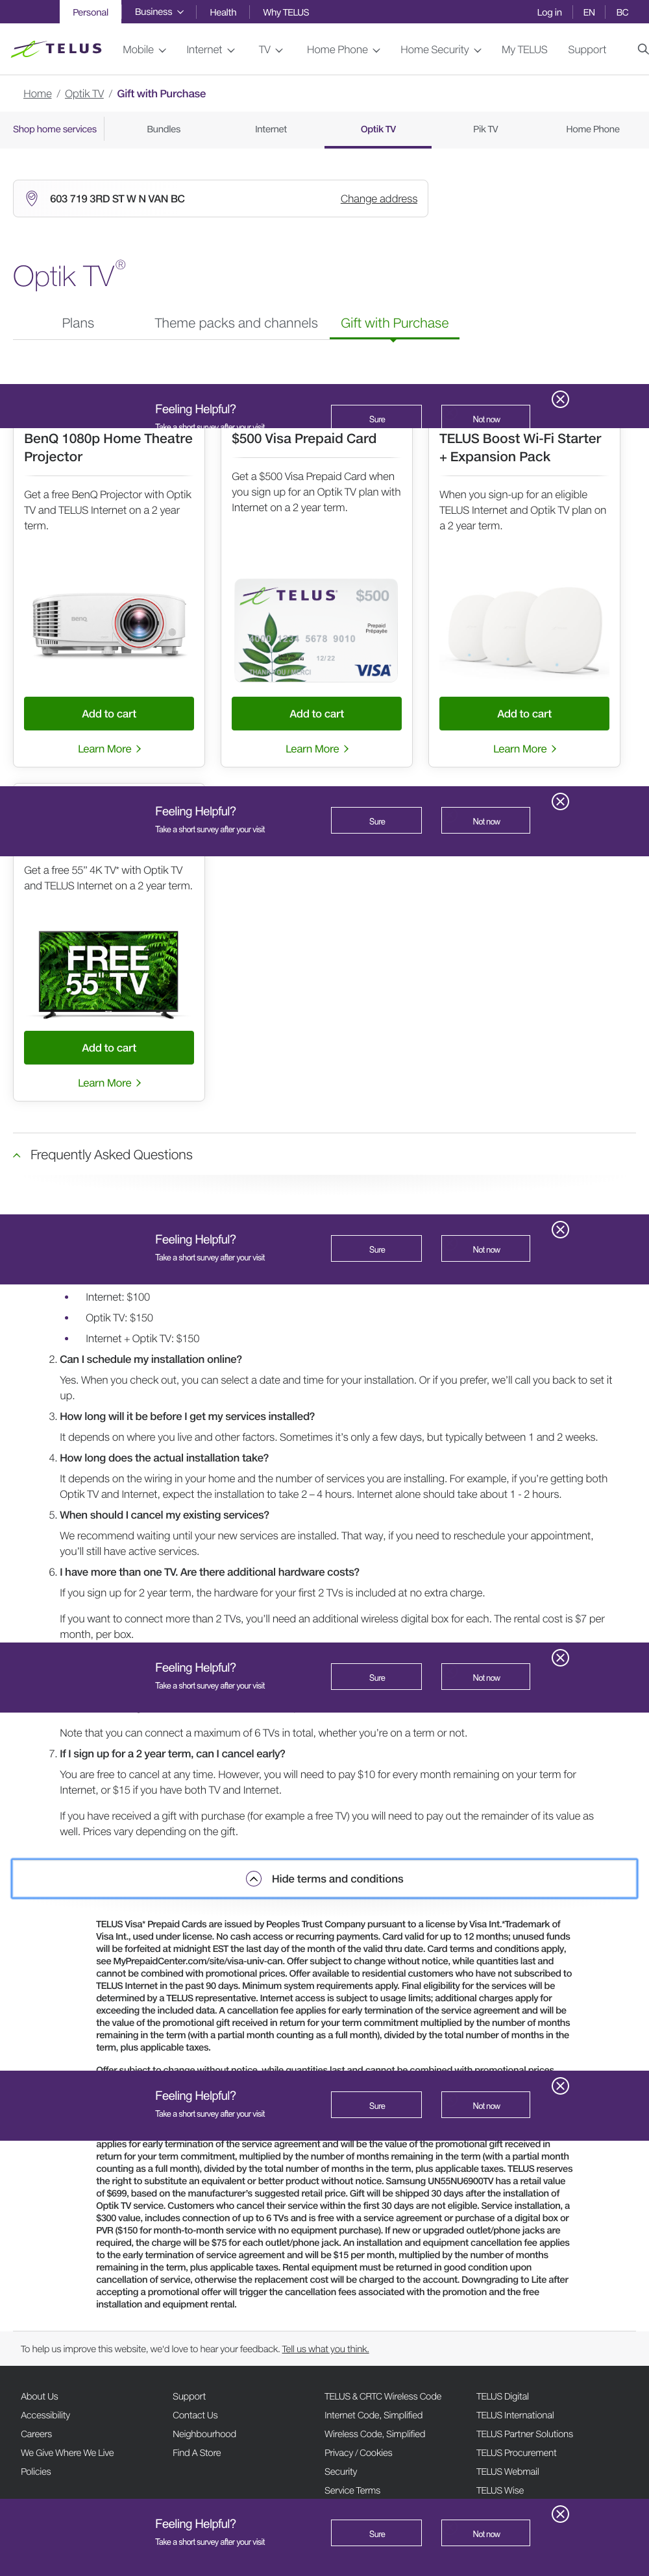 Personal
Business
Health
Why TELUS
Log in
EN
BC
TELUS
Mobile
Internet
TV
Home Phone
Home Security
My TELUS
Support
Home / Optik TV / Gift with Purchase
Shop home services
Bundles
Internet
Optik TV
Pik TV
Home Phone
603 719 3RD ST W N VAN BC
Change address
Optik TV®
Plans
Theme packs and channels
Gift with Purchase
Feeling Helpful?
Take a short survey after your visit
Sure
Not now
BenQ 1080p Home Theatre
Projector
Get a free BenQ Projector with Optik
TV and TELUS Internet on a 2 year
term.
BenQ
Add to cart
Learn More
$500 Visa Prepaid Card
Get a $500 Visa Prepaid Card when
you sign up for an Optik TV plan with
Internet on a 2 year term.
TELUS® $500
Prepaid
Prépayée
4000 1234 5678 9010
12/22
THANK YOU / MERCI
VISA
Add to cart
Learn More
TELUS Boost Wi-Fi Starter
+ Expansion Pack
When you sign-up for an eligible
TELUS Internet and Optik TV plan on
a 2 year term.
Add to cart
Learn More
Feeling Helpful?
Take a short survey after your visit
Sure
Not now
Get a free 55" 4K TV* with Optik TV
and TELUS Internet on a 2 year term.
FREE
55" TV
Add to cart
Learn More
Frequently Asked Questions
Feeling Helpful?
Take a short survey after your visit
Sure
Not now
• Internet: $100
• Optik TV: $150
• Internet + Optik TV: $150
2. Can I schedule my installation online?
Yes. When you check out, you can select a date and time for your installation. Or if you prefer, we'll call you back to set it
up.
3. How long will it be before I get my services installed?
It depends on where you live and other factors. Sometimes it's only a few days, but typically between 1 and 2 weeks.
4. How long does the actual installation take?
It depends on the wiring in your home and the number of services you are installing. For example, if you're getting both
Optik TV and Internet, expect the installation to take 2 – 4 hours. Internet alone should take about 1 - 2 hours.
5. When should I cancel my existing services?
We recommend waiting until your new services are installed. That way, if you need to reschedule your appointment,
you'll still have active services.
6. I have more than one TV. Are there additional hardware costs?
If you sign up for 2 year term, the hardware for your first 2 TVs is included at no extra charge.
If you want to connect more than 2 TVs, you'll need an additional wireless digital box for each. The rental cost is $7 per
month, per box.
Feeling Helpful?
Take a short survey after your visit
Sure
Not now
Note that you can connect a maximum of 6 TVs in total, whether you're on a term or not.
7. If I sign up for a 2 year term, can I cancel early?
You are free to cancel at any time. However, you will need to pay $10 for every month remaining on your term for
Internet, or $15 if you have both TV and Internet.
If you have received a gift with purchase (for example a free TV) you will need to pay out the remainder of its value as
well. Prices vary depending on the gift.
Hide terms and conditions
TELUS Visa* Prepaid Cards are issued by Peoples Trust Company pursuant to a license by Visa Int.*Trademark of
Visa Int., used under license. No cash access or recurring payments. Card valid for up to 12 months; unused funds
will be forfeited at midnight EST the last day of the month of the valid thru date. Card terms and conditions apply,
see MyPrepaidCenter.com/site/visa-univ-can. Offer subject to change without notice, while quantities last and
cannot be combined with promotional prices. Offer available to residential customers who have not subscribed to
TELUS Internet in the past 90 days. Minimum system requirements apply. Final eligibility for the services will be
determined by a TELUS representative. Internet access is subject to usage limits; additional charges apply for
exceeding the included data. A cancellation fee applies for early termination of the service agreement and will be
the value of the promotional gift received in return for your term commitment multiplied by the number of months
remaining in the term (with a partial month counting as a full month), divided by the total number of months in the
term, plus applicable taxes.
Offer subject to change without notice, while quantities last and cannot be combined with promotional prices.
Feeling Helpful?
Take a short survey after your visit
Sure
Not now
applies for early termination of the service agreement and will be the value of the promotional gift received in
return for your term commitment, multiplied by the number of months remaining in the term (with a partial month
counting as a full month), divided by the total number of months in the term, plus applicable taxes. TELUS reserves
the right to substitute an equivalent or better product without notice. Samsung UN55NU6900TV has a retail value
of $699, based on the manufacturer's suggested retail price. Gift will be shipped 30 days after the installation of
Optik TV service. Customers who cancel their service within the first 30 days are not eligible. Service installation, a
$300 value, includes connection of up to 6 TVs and is free with a service agreement or purchase of a digital box or
PVR ($150 for month-to-month service with no equipment purchase). If new or upgraded outlet/phone jacks are
required, the charge will be $75 for each outlet/phone jack. An installation and equipment cancellation fee applies
to the early termination of service agreement and will be $15 per month, multiplied by the number of months
remaining in the term, plus applicable taxes. Rental equipment must be returned in good condition upon
cancellation of service, otherwise the replacement cost will be charged to the account. Downgrading to Lite after
accepting a promotional offer will trigger the cancellation fees associated with the promotion and the free
installation and equipment rental.
To help us improve this website, we'd love to hear your feedback. Tell us what you think.
About Us
Accessibility
Careers
We Give Where We Live
Policies
Support
Contact Us
Neighbourhood
Find A Store
TELUS & CRTC Wireless Code
Internet Code, Simplified
Wireless Code, Simplified
Privacy / Cookies
Security
Service Terms
TELUS Digital
TELUS International
TELUS Partner Solutions
TELUS Procurement
TELUS Webmail
TELUS Wise
Feeling Helpful?
Take a short survey after your visit
Sure
Not now